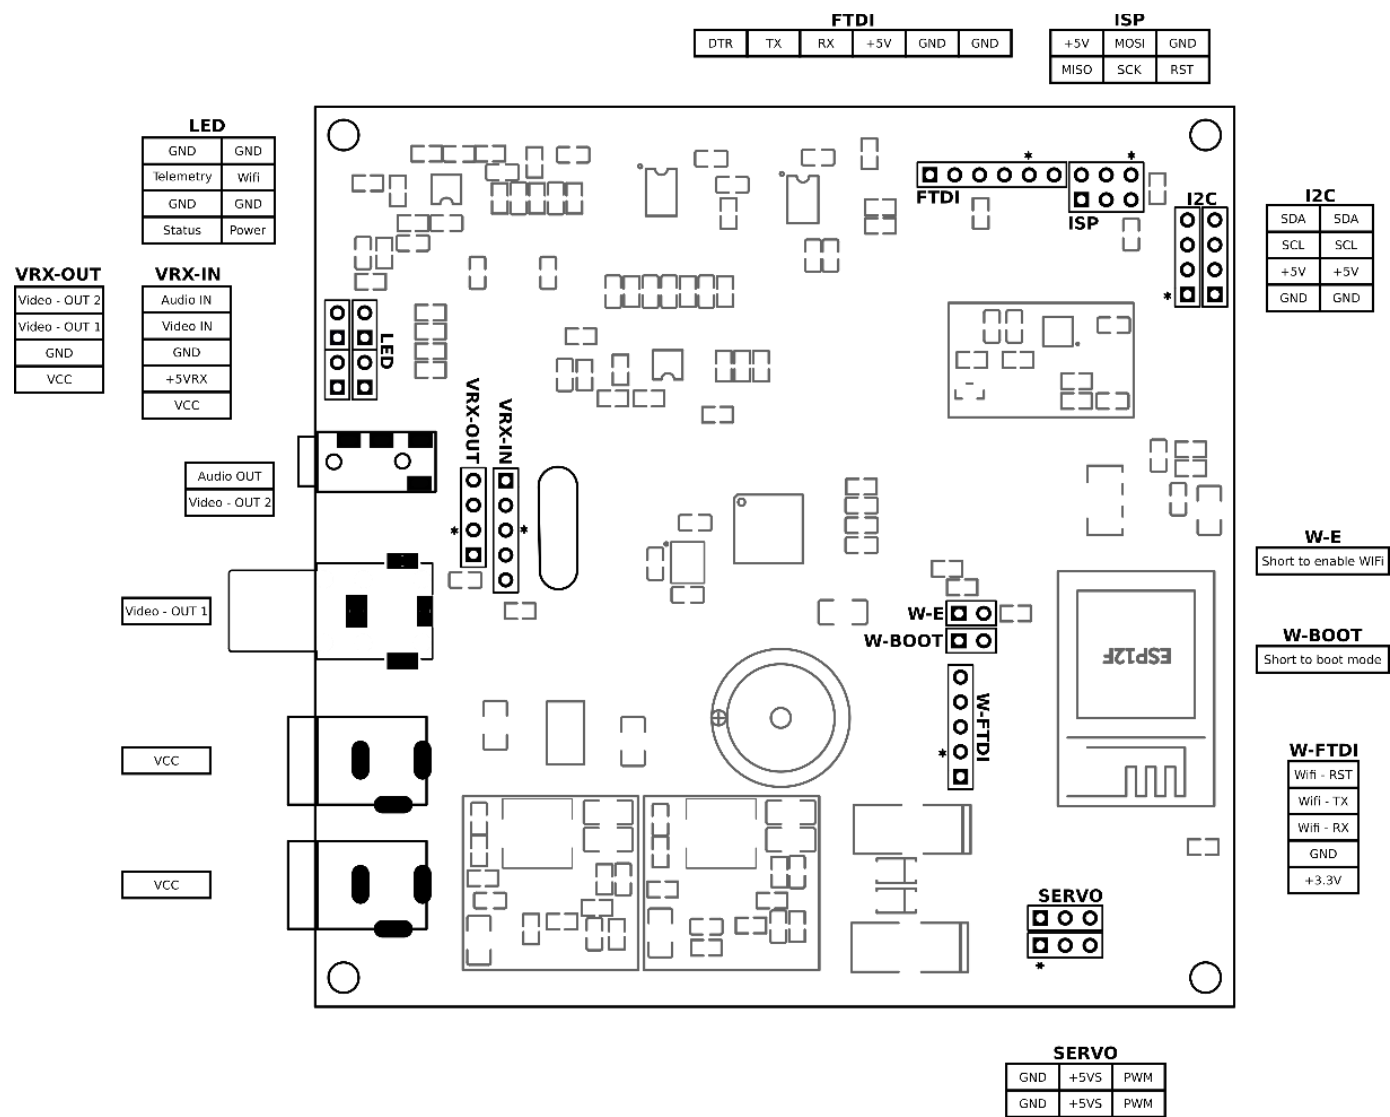 FTDI
DTR TX RX +5V GND GND
ISP
+5V MOSI GND
MISO SCK RST
LED
GND GND
Telemetry Wifi
GND GND
Status Power
VRX-OUT
Video - OUT 2
Video - OUT 1
GND
VCC
VRX-IN
Audio IN
Video IN
GND
+5VRX
VCC
Audio OUT
Video - OUT 2
Video - OUT 1
VCC
VCC
*
*
FTDI
ISP
I2C
*
LED
VRX-OUT
VRX-IN
*
*
W-E
W-BOOT
W-FTDI
*
ESP12F
SERVO
*
I2C
SDA SDA
SCL SCL
+5V +5V
GND GND
W-E
Short to enable WIFi
W-BOOT
Short to boot mode
W-FTDI
Wifi - RST
Wifi - TX
Wifi - RX
GND
+3.3V
SERVO
GND +5VS PWM
GND +5VS PWM